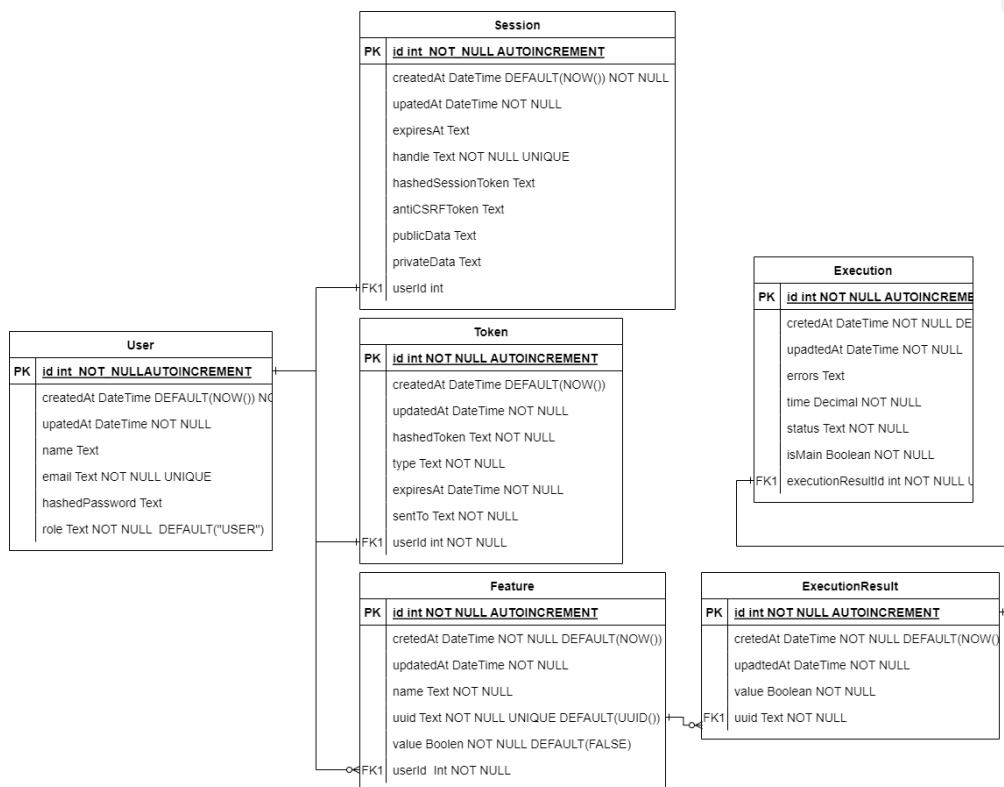 Session
PK id int NOT NULL AUTOINCREMENT
createdAt DateTime DEFAULT(NOW()) NOT NULL
upatedAt DateTime NOT NULL
expiresAt Text
handle Text NOT NULL UNIQUE
hashedSessionToken Text
antiCSRFToken Text
publicData Text
privateData Text
FK1 userId int
User
PK id int NOT NULLAUTOINCREMENT
createdAt DateTime DEFAULT(NOW()) NO
upatedAt DateTime NOT NULL
name Text
email Text NOT NULL UNIQUE
hashedPassword Text
role Text NOT NULL DEFAULT("USER")
Token
PK id int NOT NULL AUTOINCREMENT
createdAt DateTime DEFAULT(NOW())
updatedAt DateTime NOT NULL
hashedToken Text NOT NULL
type Text NOT NULL
expiresAt DateTime NOT NULL
sentTo Text NOT NULL
FK1 userId int NOT NULL
Execution
PK id int NOT NULL AUTOINCREME
cretedAt DateTime NOT NULL DE
upadtedAt DateTime NOT NULL
errors Text
time Decimal NOT NULL
status Text NOT NULL
isMain Boolean NOT NULL
FK1 executionResultId int NOT NULL U
Feature
PK id int NOT NULL AUTOINCREMENT
cretedAt DateTime NOT NULL DEFAULT(NOW())
updatedAt DateTime NOT NULL
name Text NOT NULL
uuid Text NOT NULL UNIQUE DEFAULT(UUID())
value Boolen NOT NULL DEFAULT(FALSE)
FK1 userId Int NOT NULL
ExecutionResult
PK id int NOT NULL AUTOINCREMENT
cretedAt DateTime NOT NULL DEFAULT(NOW()
upadtedAt DateTime NOT NULL
value Boolean NOT NULL
FK1 uuid Text NOT NULL